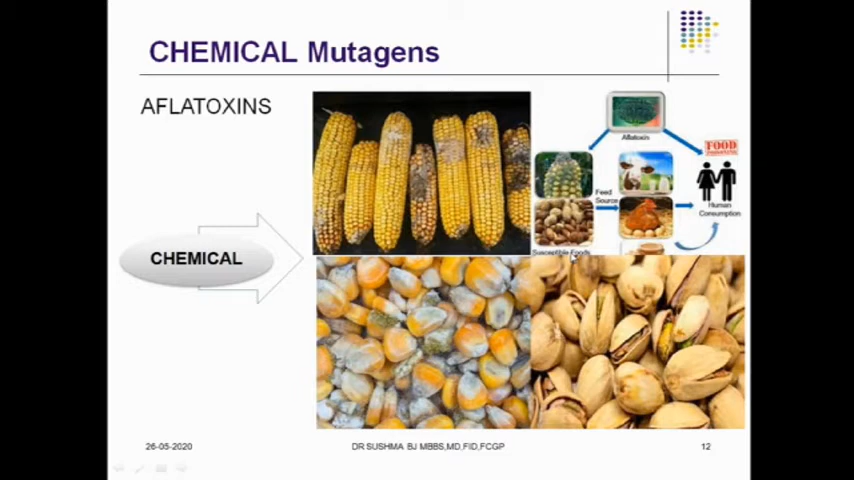 CHEMICAL Mutagens
AFLATOXINS
CHEMICAL
Aflatoxin
FOOD
Feed
Source
Human
Consumption
Susceptible Foods
26-05-2020
DR SUSHMA BJ MBBS,MD,FID,FCGP
12